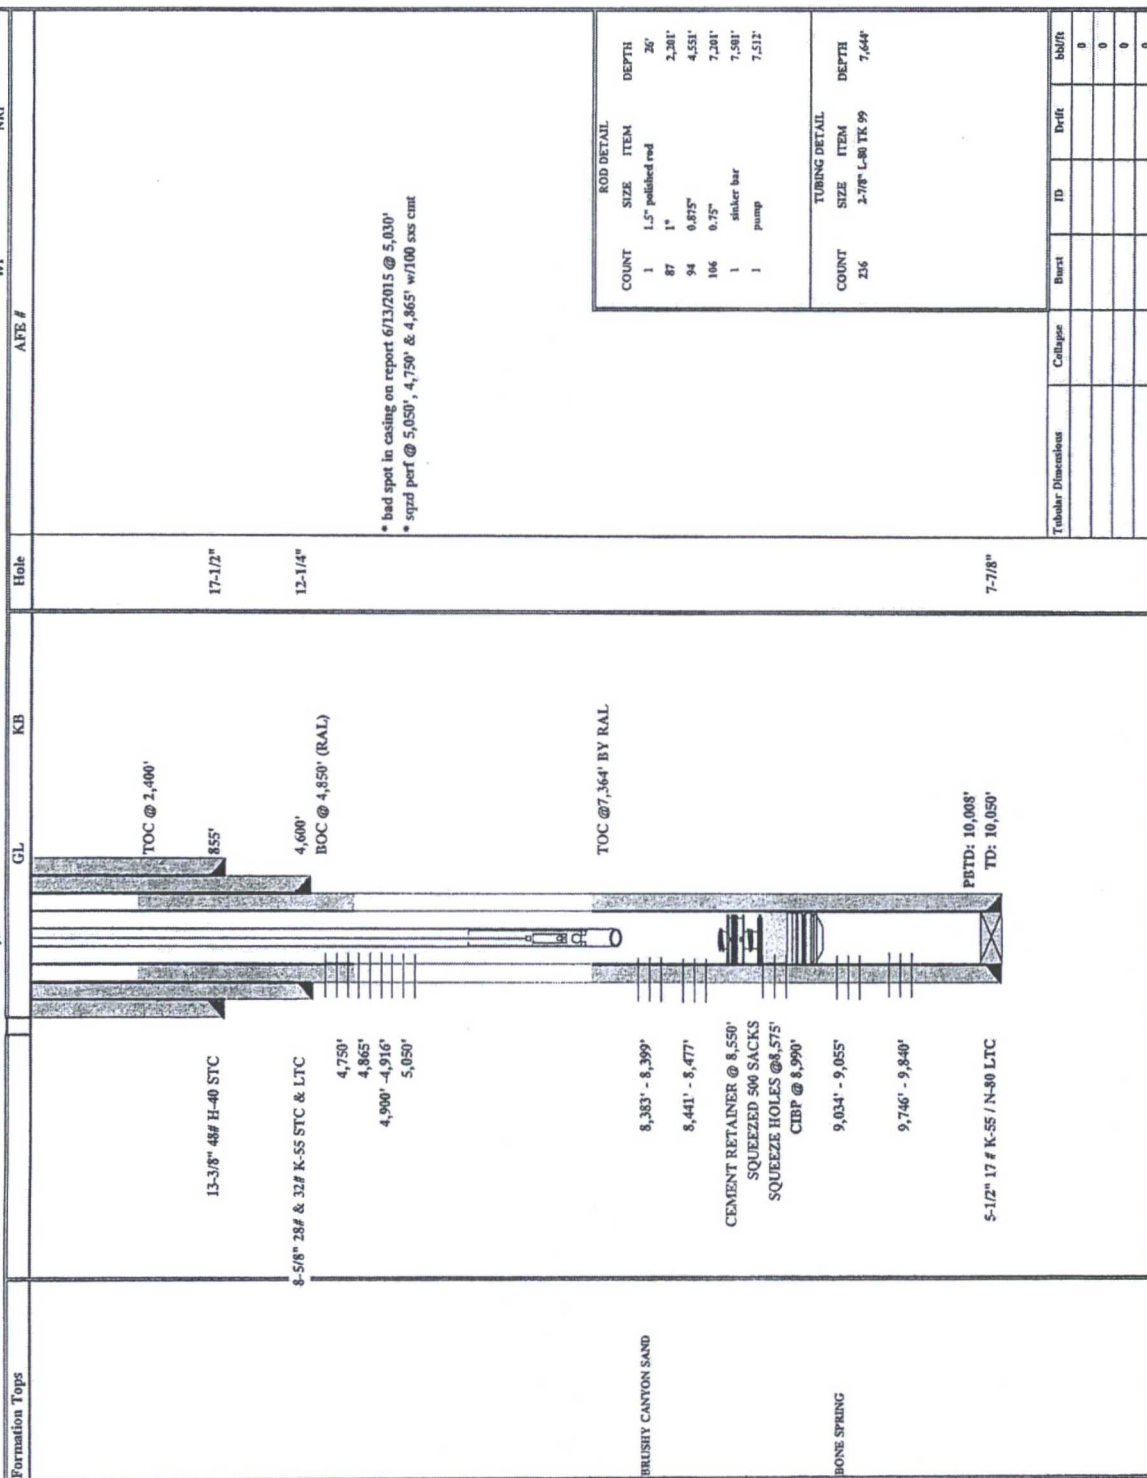 Formation Tops
GL
KB
Hole
AFE #
TOC @ 2,400'
13-3/8" 48# H-40 STC
855'
17-1/2"
8-5/8" 28# & 32# K-55 STC & LTC
4,600'
12-1/4"
BOC @ 4,850' (RAL)
4,750'
4,865'
4,900' -4,916'
5,050'
* bad spot in casing on report 6/13/2015 @ 5,030'
* sqzd perf @ 5,050', 4,750' & 4,865' w/100 sxs cmt
TOC @7,364' BY RAL
BRUSHY CANYON SAND
8,383' - 8,399'
8,441' - 8,477'
CEMENT RETAINER @ 8,550'
SQUEEZED 500 SACKS
SQUEEZE HOLES @8,575'
CIBP @ 8,990'
BONE SPRING
9,034' - 9,055'
9,746' - 9,840'
PBTD: 10,008'
TD: 10,050'
5-1/2" 17 # K-55 / N-80 LTC
7-7/8"
ROD DETAIL
COUNT SIZE ITEM DEPTH
1 1.5" polished rod 26'
87 1" 2,201'
94 0.875" 4,551'
106 0.75" 7,201'
1 sinker bar 7,501'
1 pump 7,512'
TUBING DETAIL
COUNT SIZE ITEM DEPTH
236 2-7/8" L-80 TK 99 7,644'
Tubular Dimensions Collapse Burst ID Drift bbl/ft
0
0
0
0